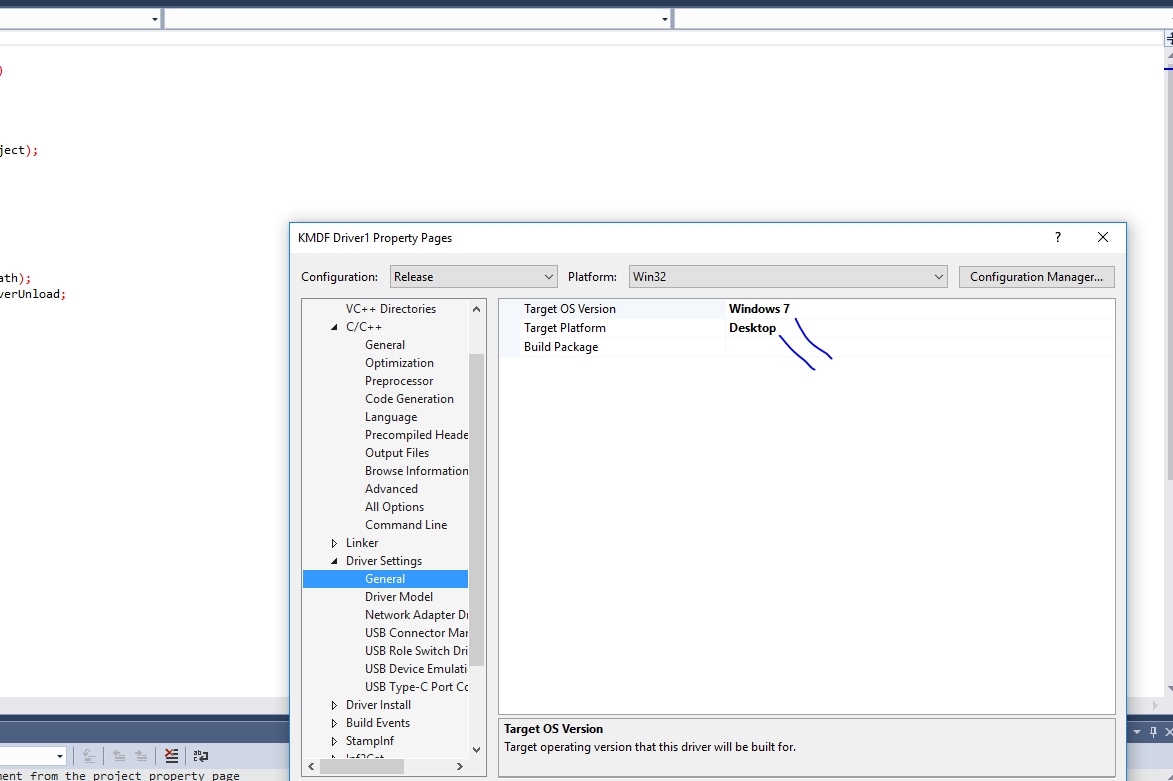 )
ject);
ath);
verUnload;
KMDF Driver1 Property Pages
?
Configuration:
Release
Platform:
Win32
Configuration Manager...
VC++ Directories
C/C++
General
Optimization
Preprocessor
Code Generation
Language
Precompiled Heade
Output Files
Browse Information
Advanced
All Options
Command Line
Linker
Driver Settings
General
Driver Model
Network Adapter Dr
USB Connector Mar
USB Role Switch Dri
USB Device Emulati
USB Type-C Port Co
Driver Install
Build Events
StampInf
Target OS Version Windows 7
Target Platform Desktop
Build Package
Target OS Version
Target operating version that this driver will be built for.
ment from the project property page